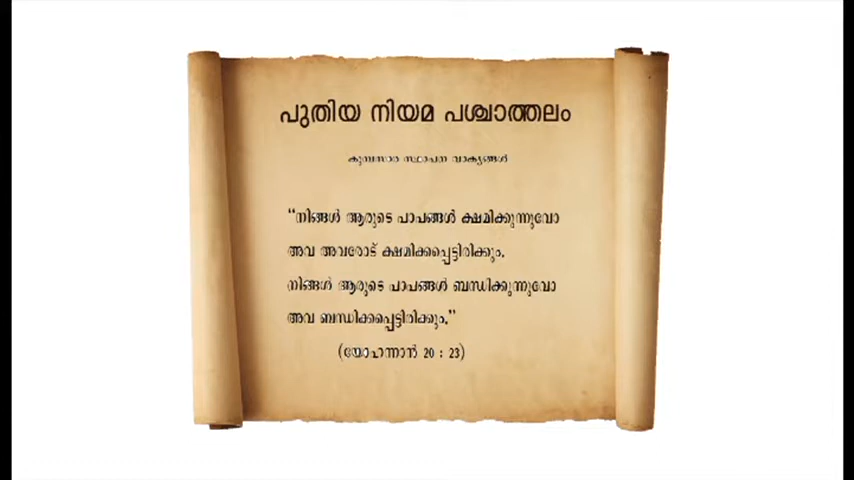 പുതിയ നിയമ പശ്ചാത്തലം
കുമ്പസാര സ്ഥാപന വാക്യങ്ങൾ
“നിങ്ങൾ ആരുടെ പാപങ്ങൾ ക്ഷമിക്കുന്നുവോ
അവ അവരോട് ക്ഷമിക്കപ്പെട്ടിരിക്കും.
നിങ്ങൾ ആരുടെ പാപങ്ങൾ ബന്ധിക്കുന്നുവോ
അവ ബന്ധിക്കപ്പെട്ടിരിക്കും.”
(യോഹന്നാൻ 20 : 23)